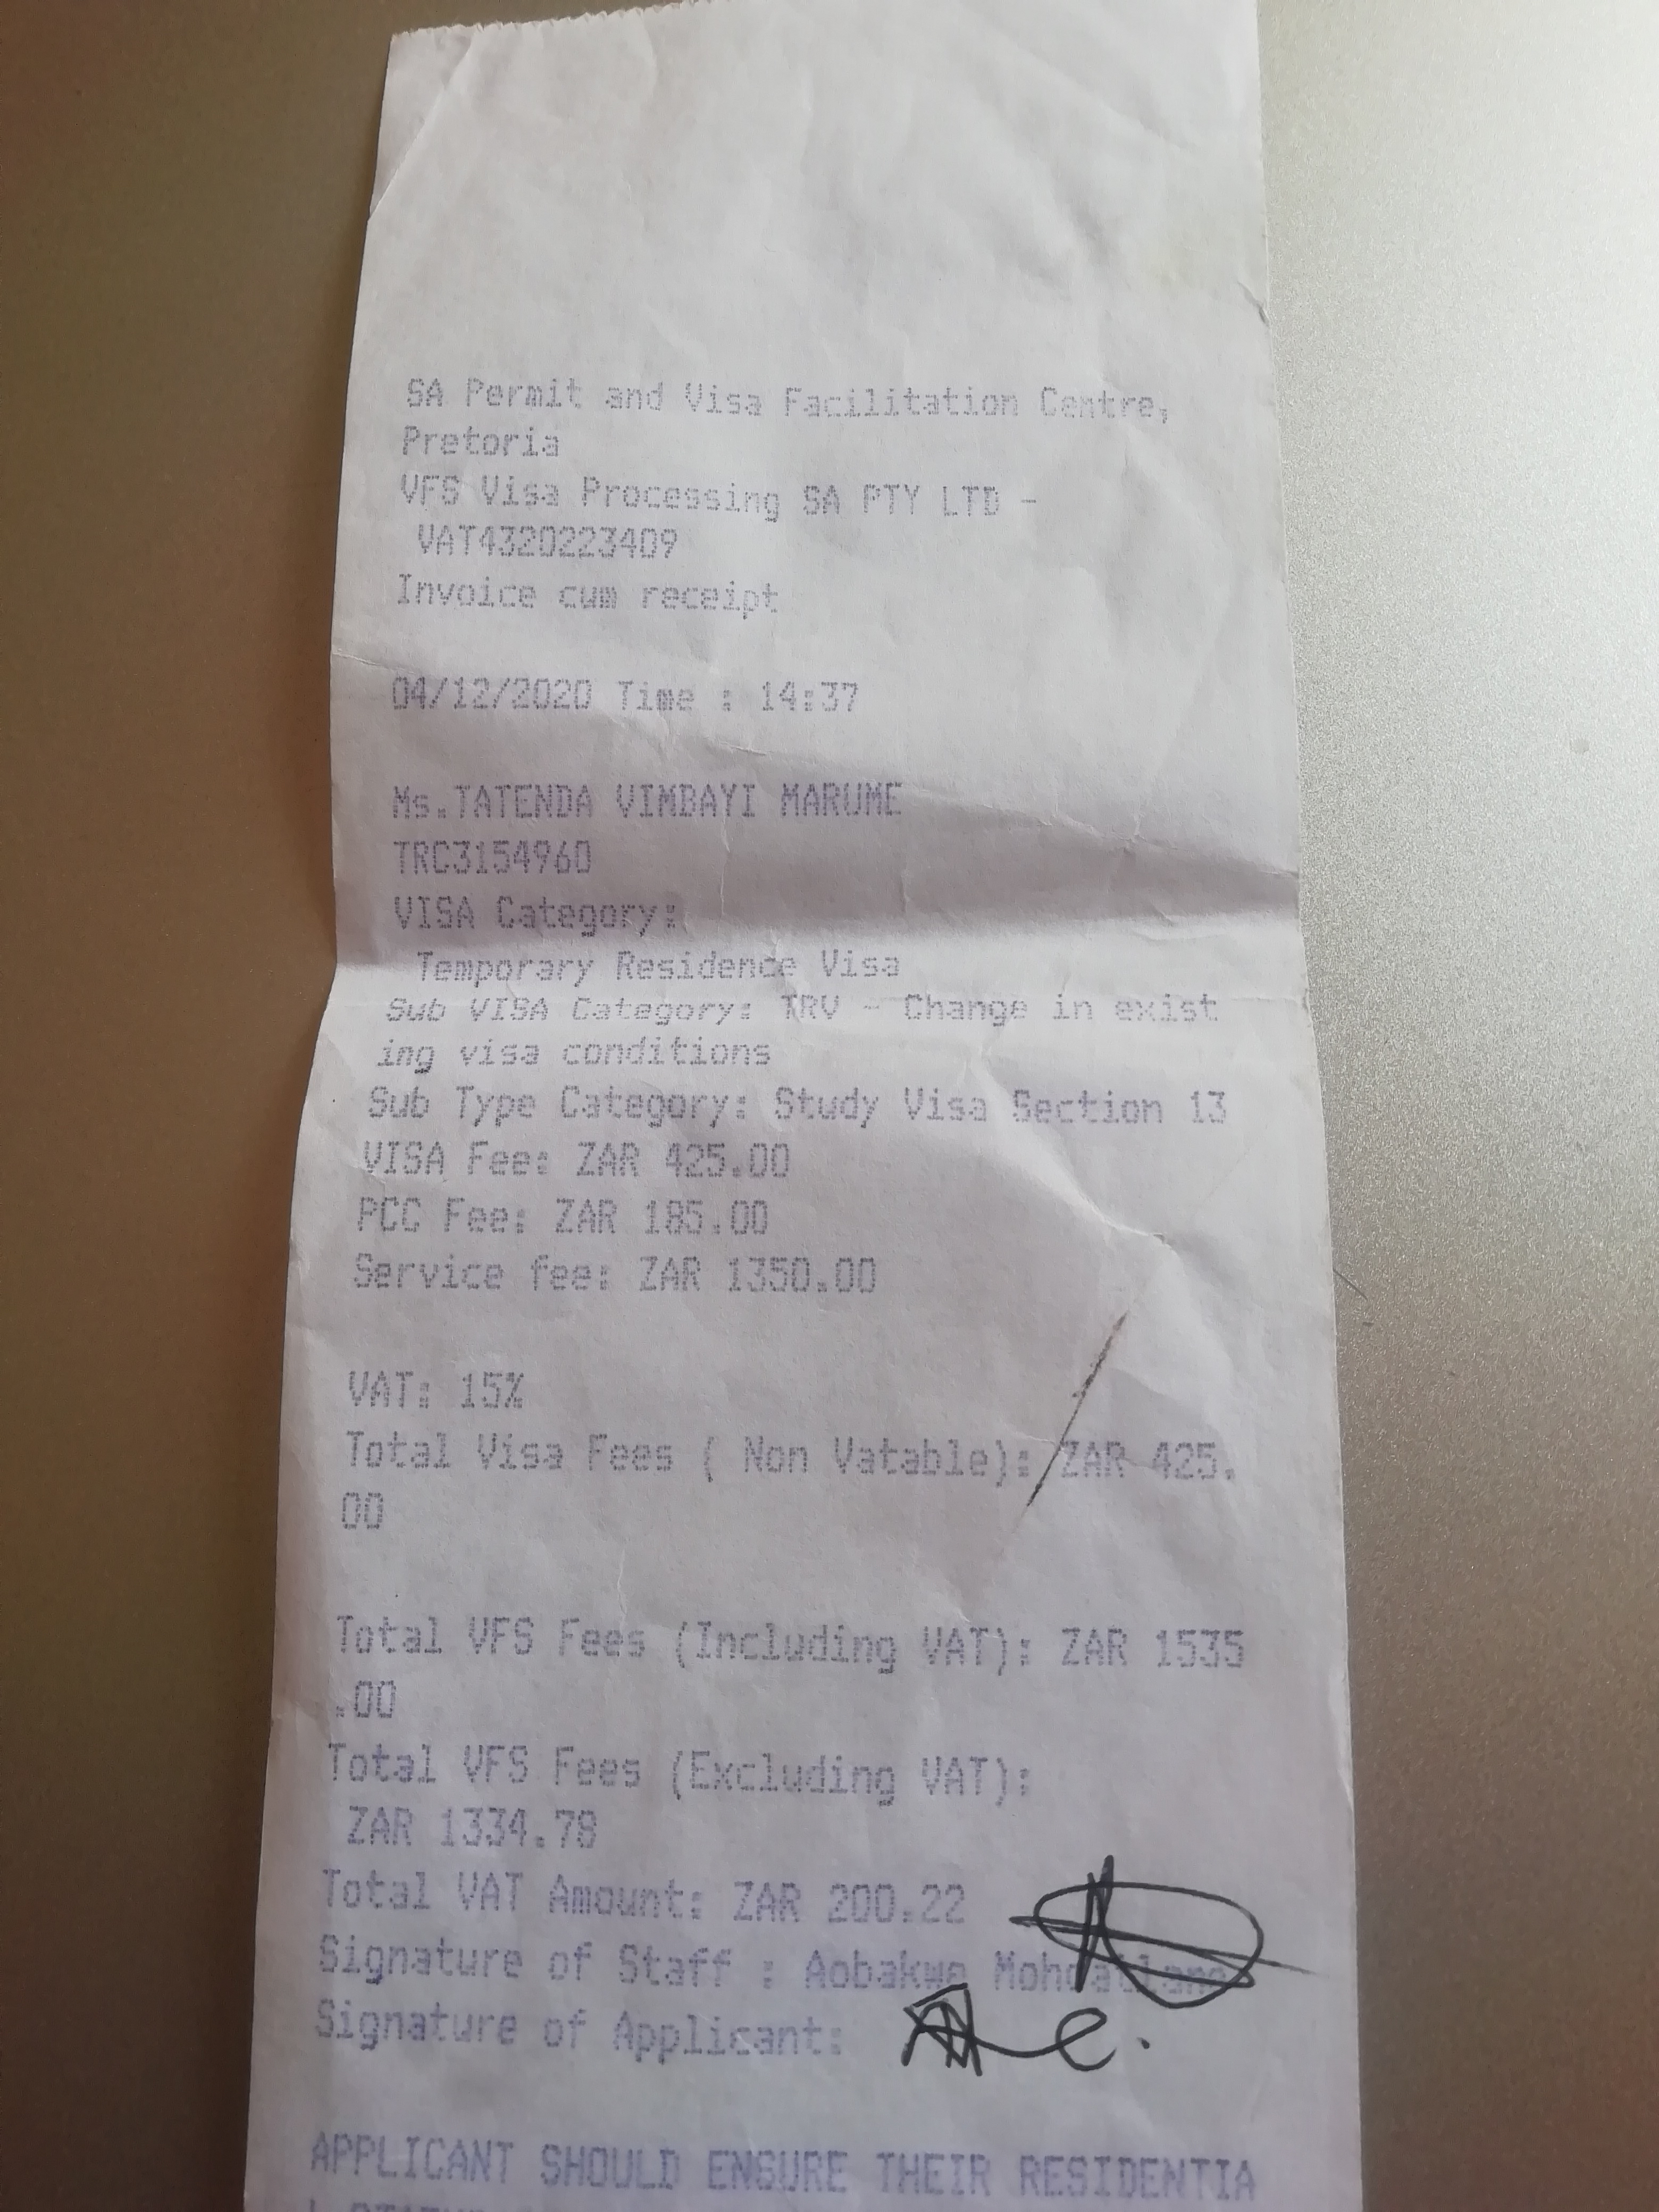 SA Permit and Visa Facilitation Centre,
Pretoria
VFS Visa Processing SA PTY LTD -
VAT4320223409
Invoice cum receipt
04/12/2020 Time : 14:37
Ms.TATENDA VIMBAYI MARUME
TRC3154960
VISA Category:
Temporary Residence Visa
Sub VISA Category: TRV - Change in exist
ing visa conditions
Sub Type Category: Study Visa Section 13
VISA Fee: ZAR 425.00
PCC Fee: ZAR 185.00
Service fee: ZAR 1350.00
VAT: 15%
Total Visa Fees ( Non Vatable): ZAR 425.
00
Total VFS Fees (Including VAT): ZAR 1535
.00
Total VFS Fees (Excluding VAT):
ZAR 1334.78
Total VAT Amount: ZAR 200.22
Signature of Staff : Aobakwe
Signature of Applicant:
APPLICANT SHOULD ENSURE THEIR RESIDENTIA